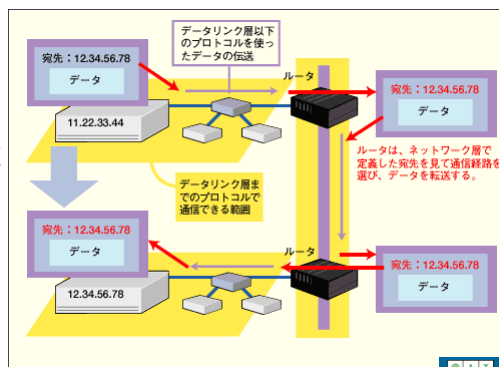 データリンク層以下
のプロトコルを使っ
たデータの伝送
宛先：12.34.56.78
データ
11.22.33.44
ルータ
宛先：12.34.56.78
データ
ルータは、ネットワーク層で
定義した宛先を見て通信経路を
選び、データを転送する。
データリンク層ま
でのプロトコルで
通信できる範囲
宛先：12.34.56.78
データ
12.34.56.78
ルータ
宛先：12.34.56.78
データ